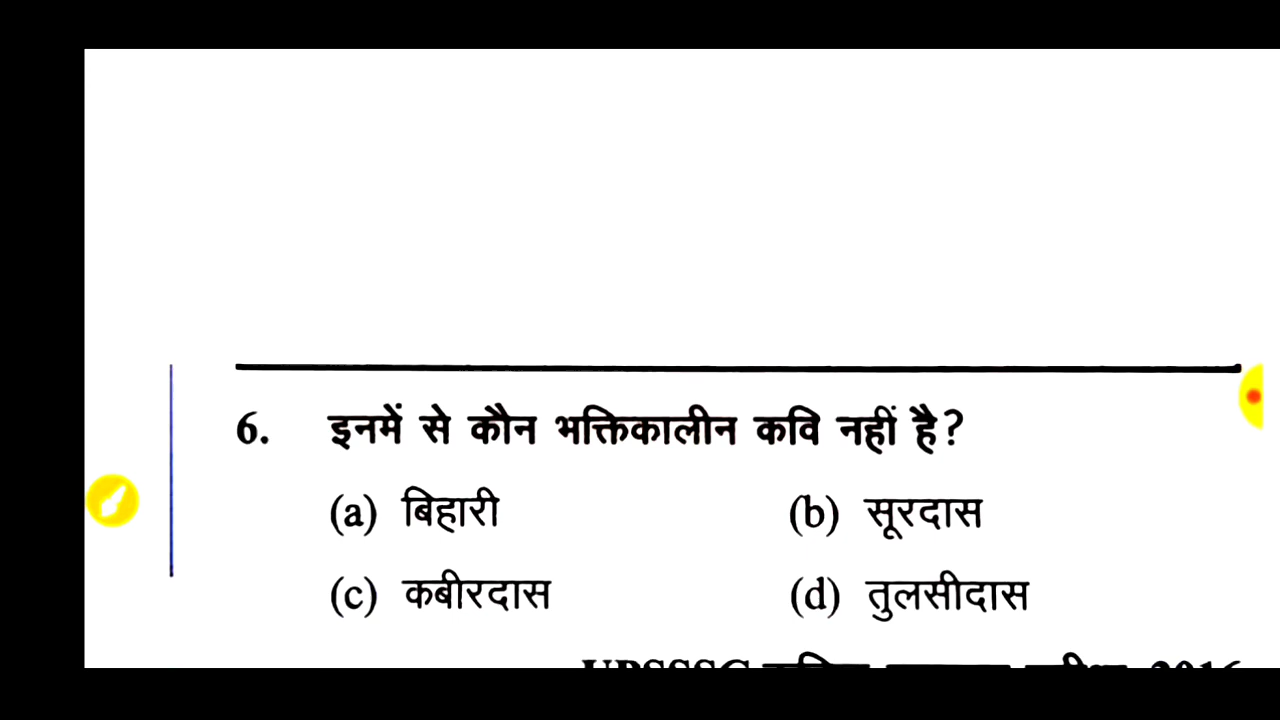 6. इनमें से कौन भक्तिकालीन कवि नहीं है?
(a) बिहारी (b) सूरदास
(c) कबीरदास (d) तुलसीदास